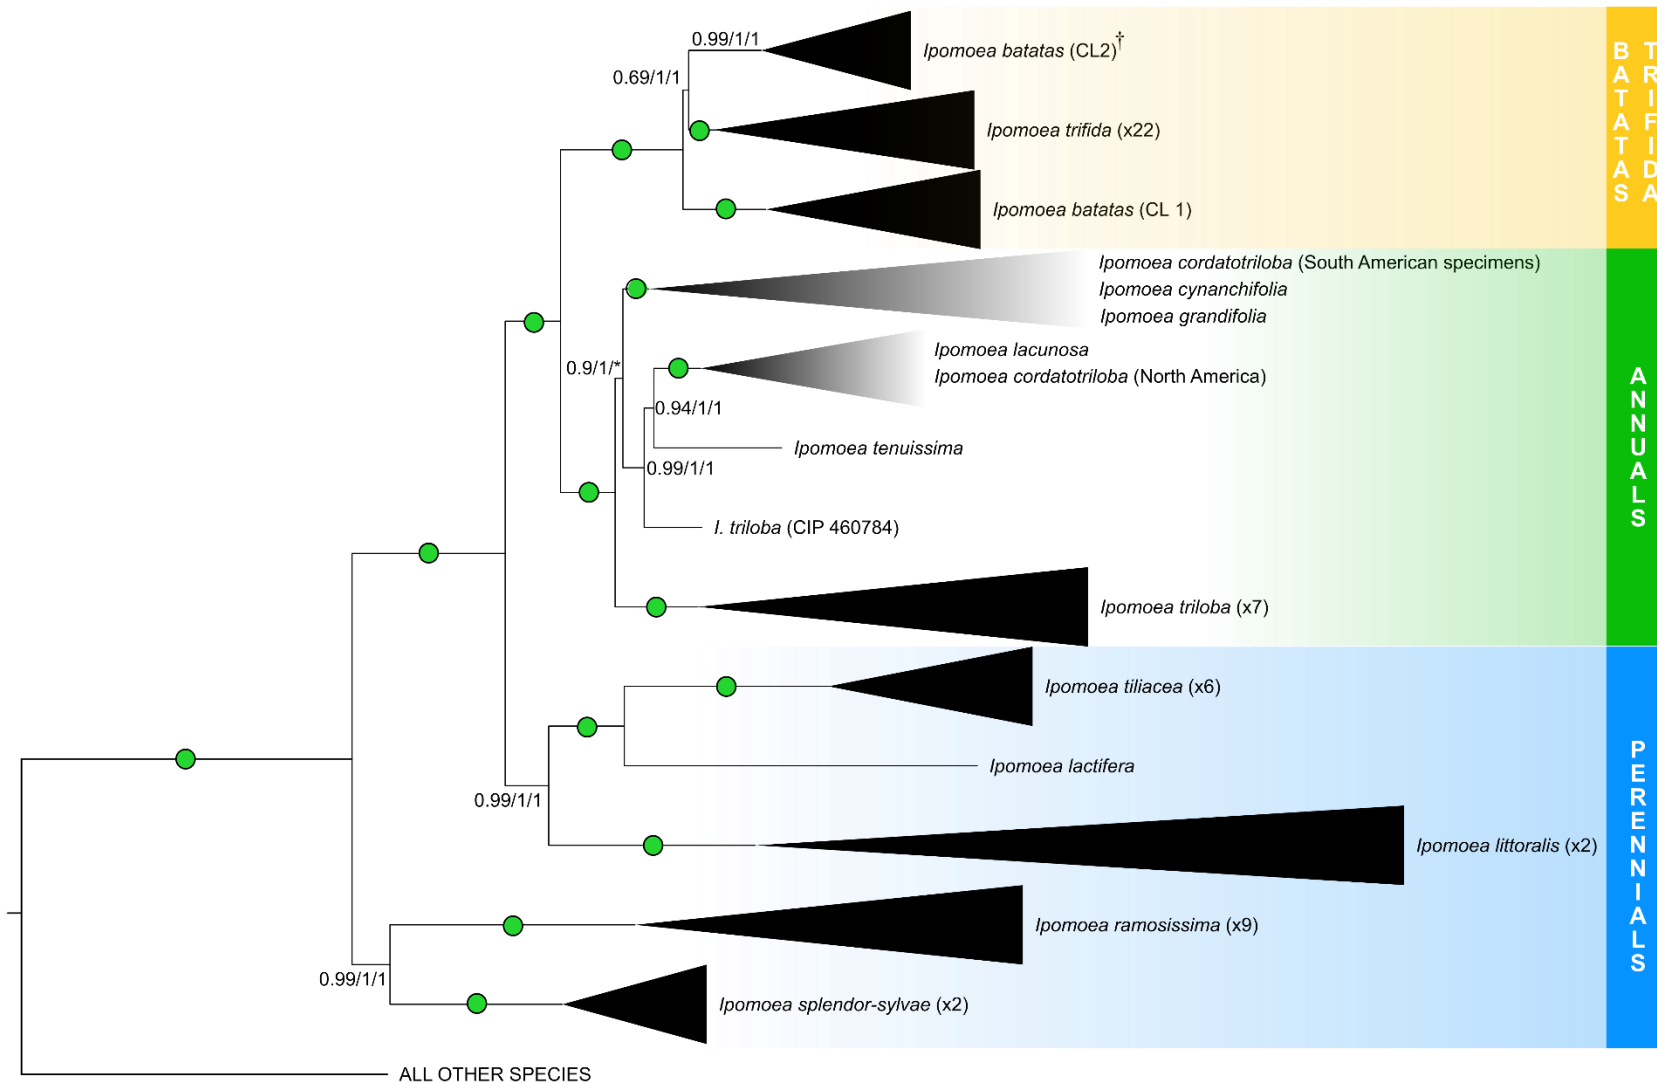 0.99/1/1
Ipomoea batatas (CL2)†
0.69/1/1
Ipomoea trifida (x22)
Ipomoea batatas (CL 1)
BATATAS
TRIFIDA
Ipomoea cordatotriloba (South American specimens)
Ipomoea cynanchifolia
Ipomoea grandifolia
0.9/1/*
Ipomoea lacunosa
Ipomoea cordatotriloba (North America)
0.94/1/1
Ipomoea tenuissima
0.99/1/1
I. triloba (CIP 460784)
Ipomoea triloba (x7)
ANNUALS
Ipomoea tiliacea (x6)
Ipomoea lactifera
0.99/1/1
Ipomoea littoralis (x2)
Ipomoea ramosissima (x9)
0.99/1/1
Ipomoea splendor-sylvae (x2)
PERENNIALS
ALL OTHER SPECIES